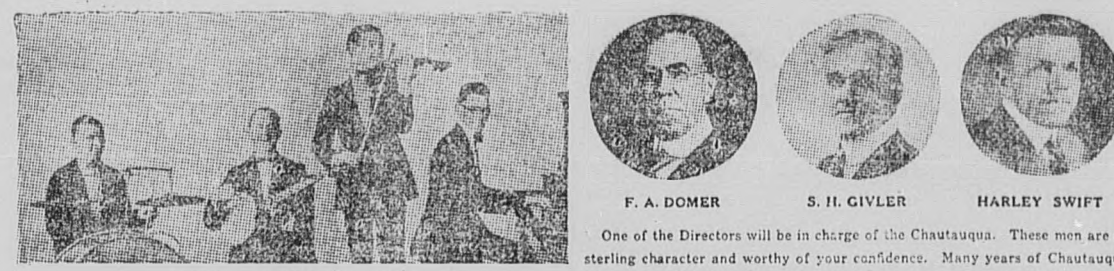 F. A. DOMER
S. H. GIVLER
HARLEY SWIFT
One of the Directors will be in charge of the Chautauqua. These men are
sterling character and worthy of your confidence. Many years of Chautauq